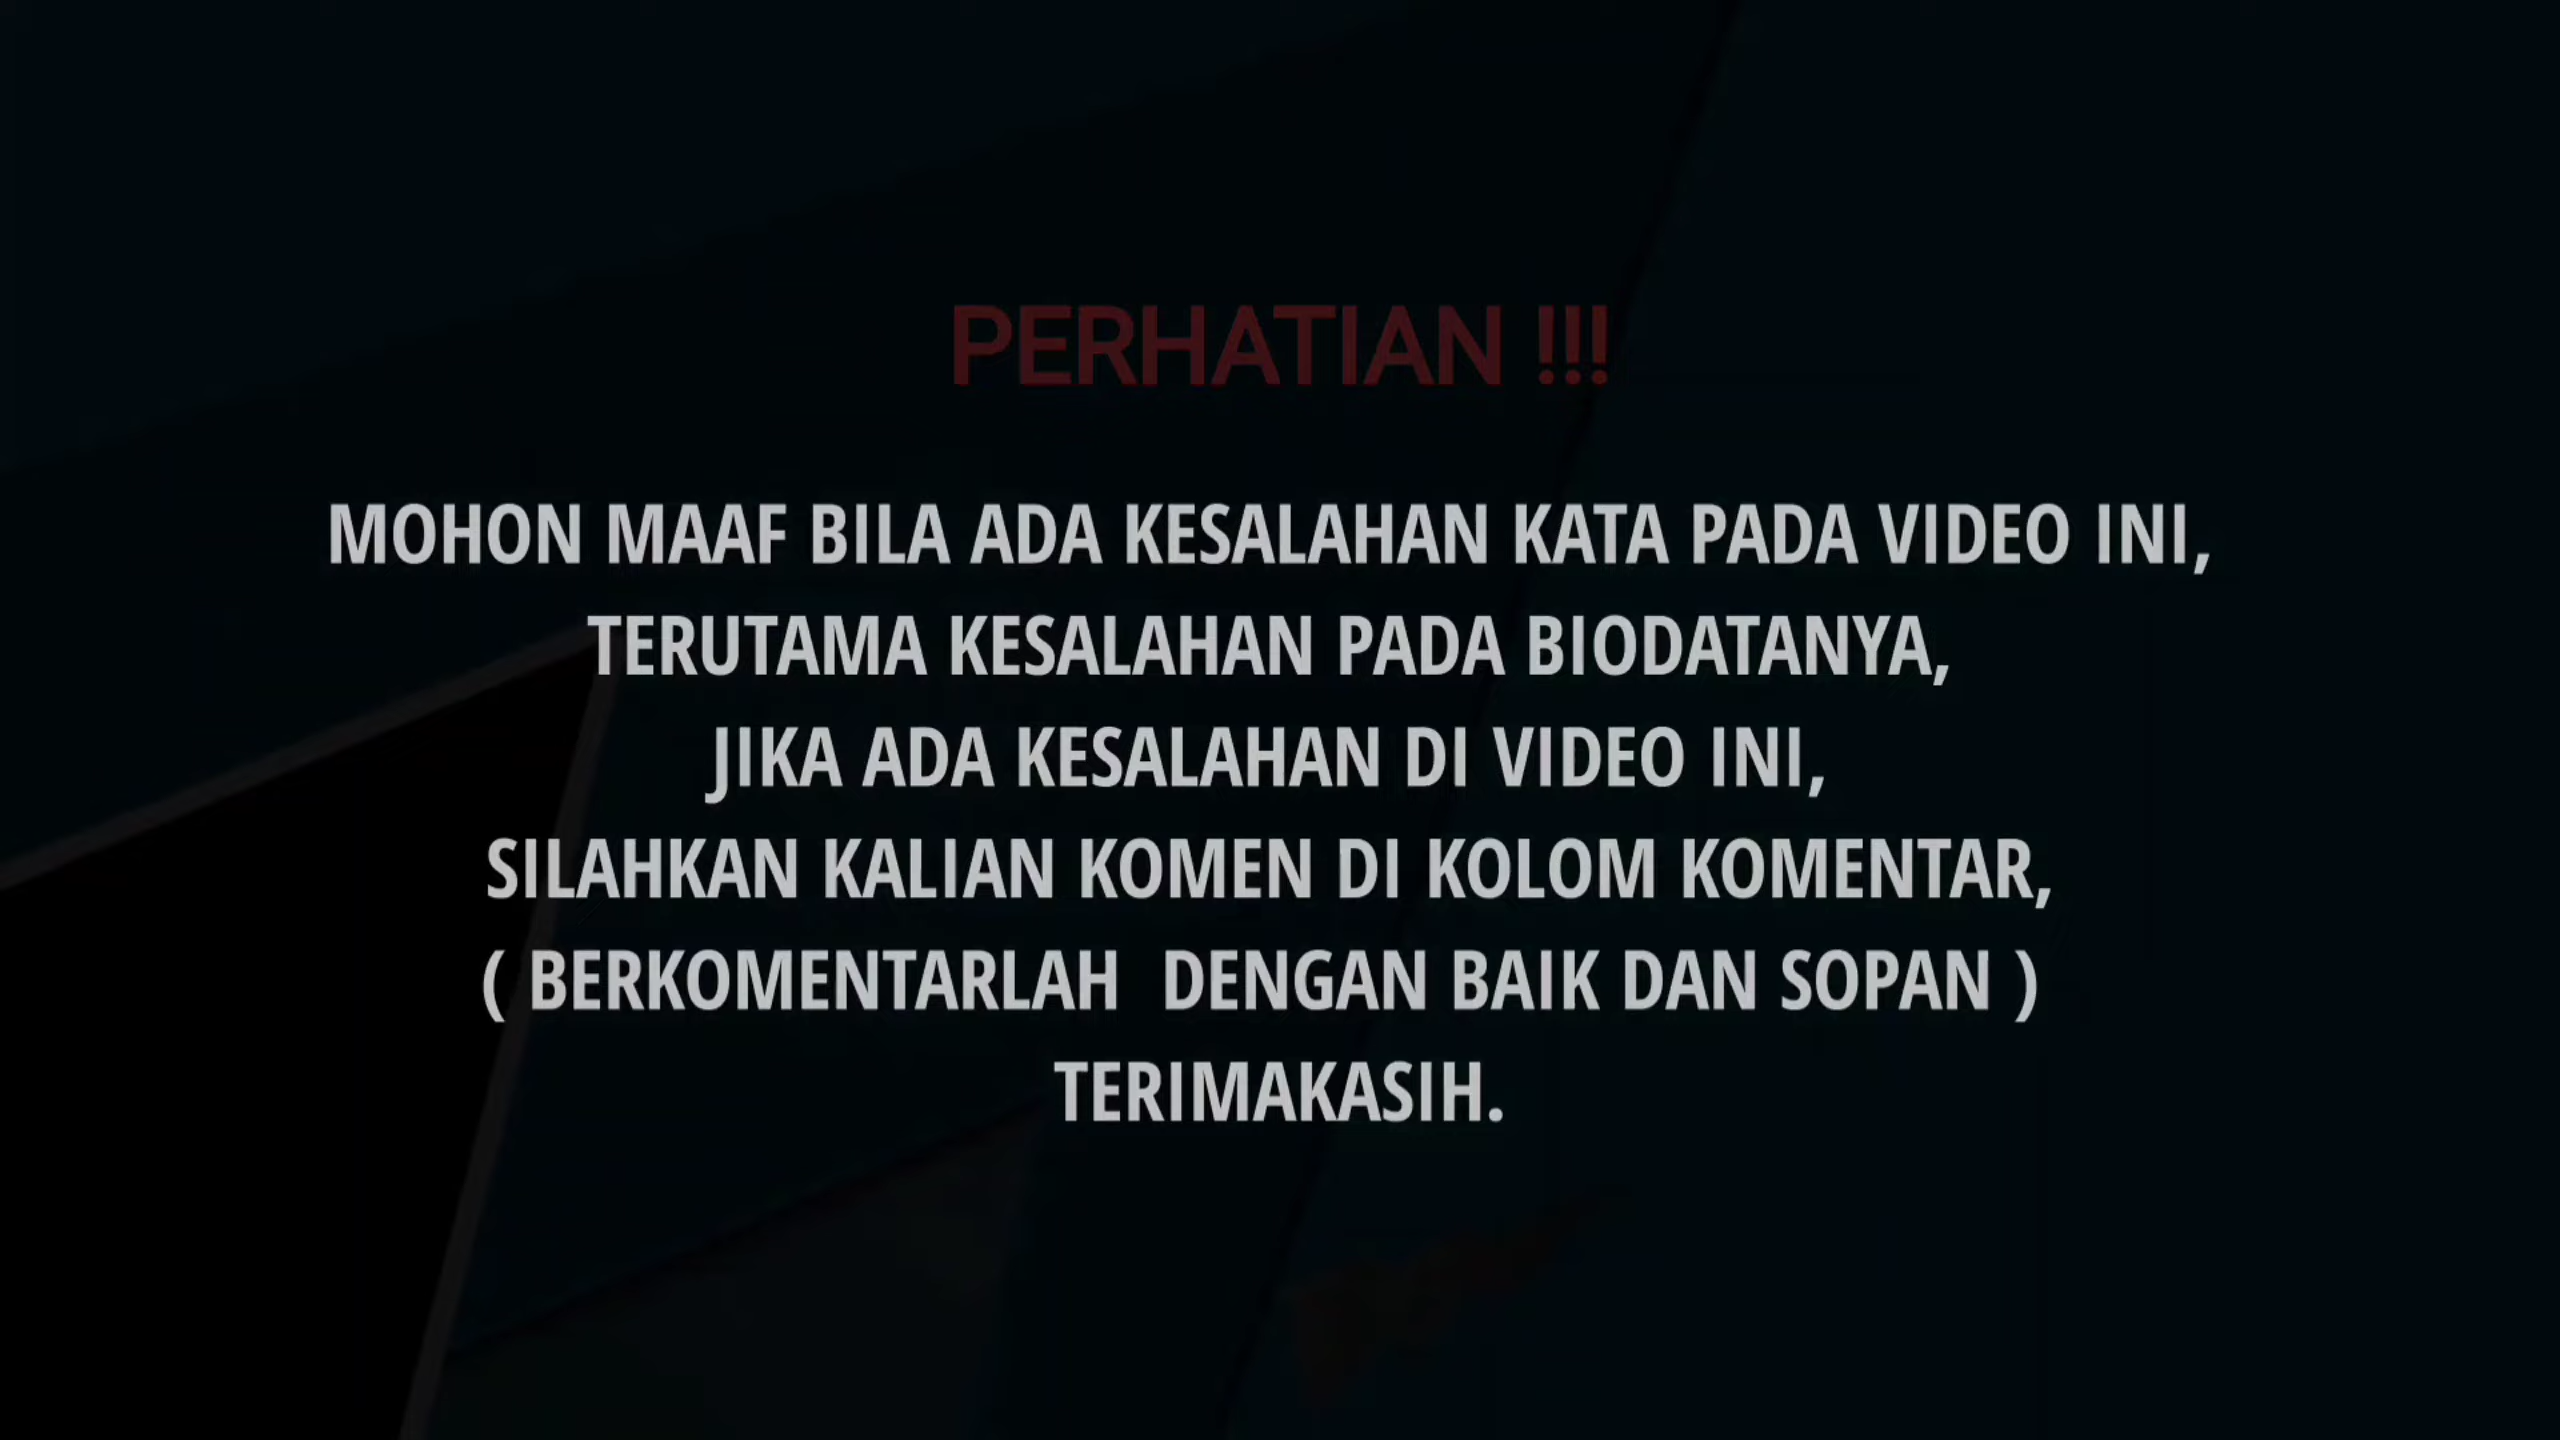 PERHATIAN !!!
MOHON MAAF BILA ADA KESALAHAN KATA PADA VIDEO INI,
TERUTAMA KESALAHAN PADA BIODATANYA,
JIKA ADA KESALAHAN DI VIDEO INI,
SILAHKAN KALIAN KOMEN DI KOLOM KOMENTAR,
( BERKOMENTARLAH  DENGAN BAIK DAN SOPAN )
TERIMAKASIH.